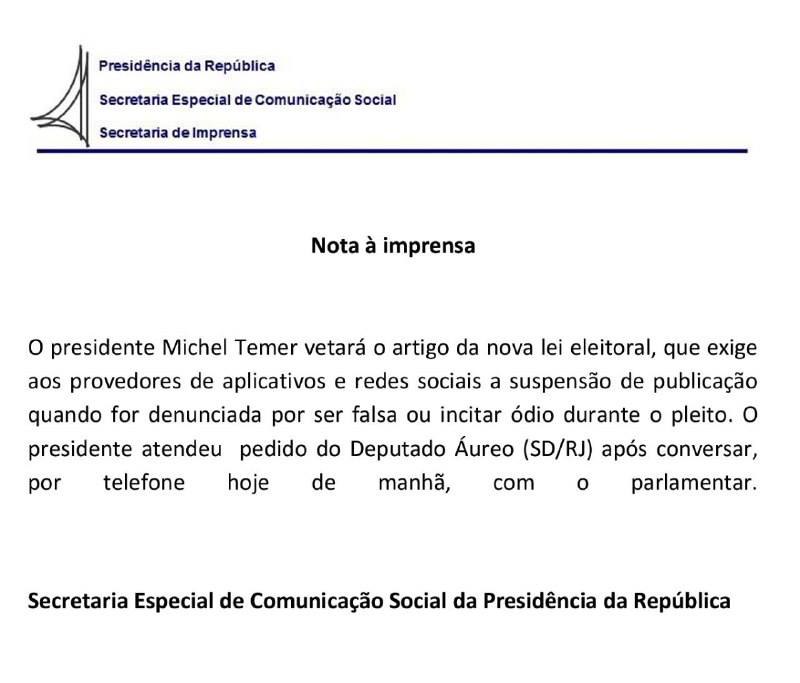 Presidência da República
Secretaria Especial de Comunicação Social
Secretaria de Imprensa
Nota à imprensa
O presidente Michel Temer vetará o artigo da nova lei eleitoral, que exige
aos provedores de aplicativos e redes sociais a suspensão de publicação
quando for denunciada por ser falsa ou incitar ódio durante o pleito. O
presidente atendeu pedido do Deputado Áureo (SD/RJ) após conversar,
por telefone hoje de manhã, com o parlamentar.
Secretaria Especial de Comunicação Social da Presidência da República